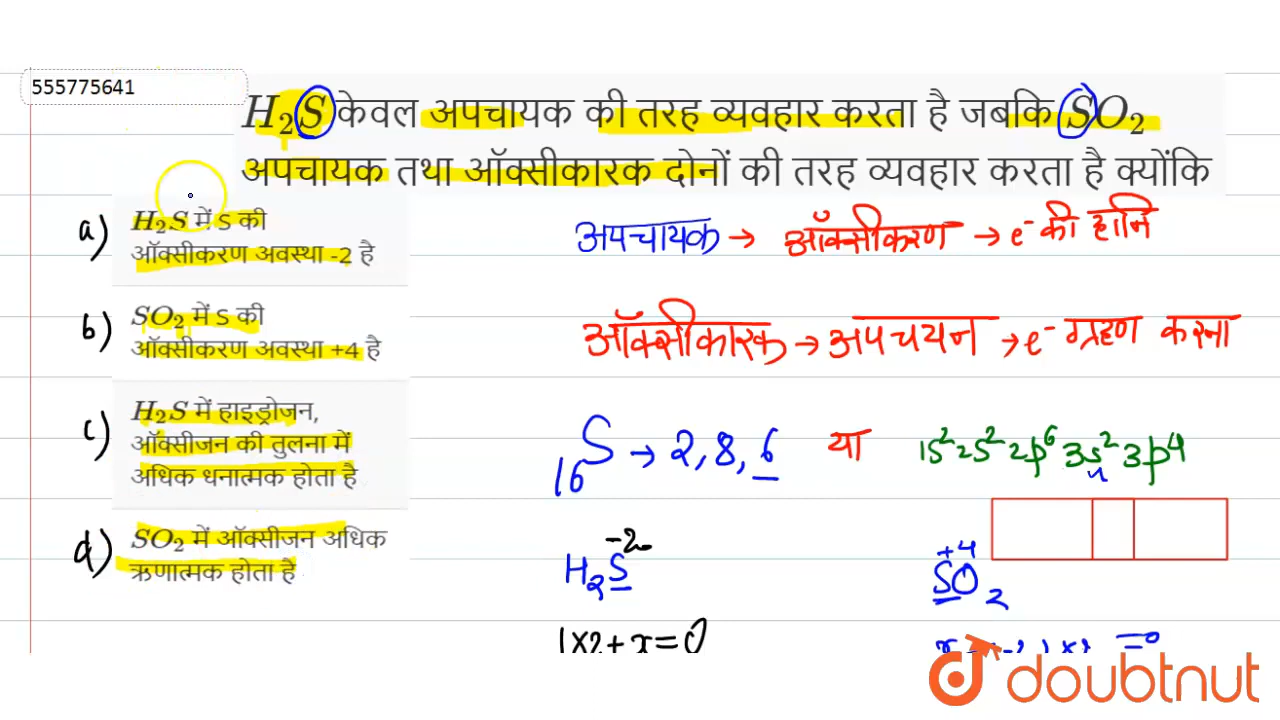 555775641
H₂S केवल अपचायक की तरह व्यवहार करता है जबकि SO₂
अपचायक तथा ऑक्सीकारक दोनों की तरह व्यवहार करता है क्योंकि
a) H₂S में S की
ऑक्सीकरण अवस्था -2 है
b) SO₂ में S की
ऑक्सीकरण अवस्था +4 है
c) H₂S में हाइड्रोजन,
ऑक्सीजन की तुलना में
अधिक धनात्मक होता है
d) SO₂ में ऑक्सीजन अधिक
ऋणात्मक होता है
अपचायक → ऑक्सीकरण → e⁻ की हानि
ऑक्सीकारक → अपचयन → e⁻ ग्रहण करना
₁₆S → 2, 8, 6 या 1s² 2s² 2p⁶ 3s² 3p⁴
-2
H₂S
+4
SO₂
1×2+x=0
doubtnut